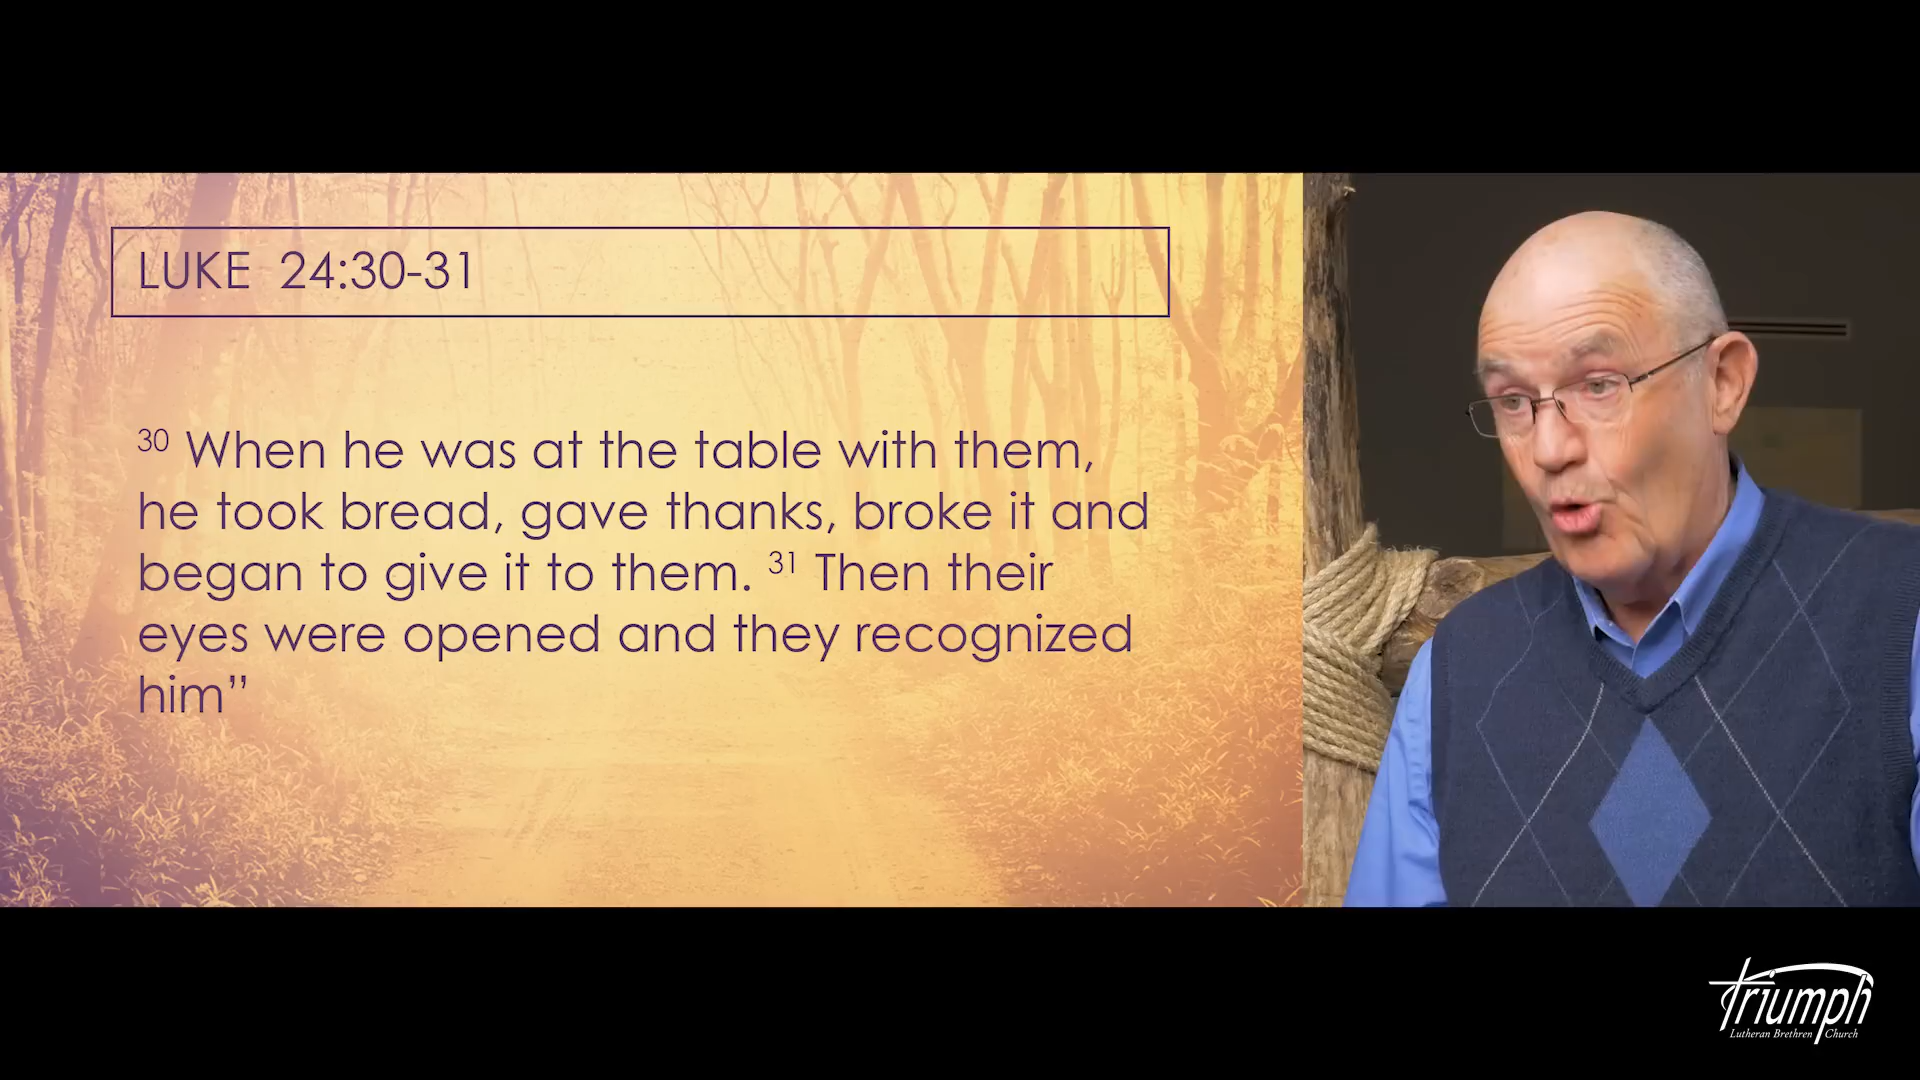 LUKE 24:30-31
30 When he was at the table with them,
he took bread, gave thanks, broke it and
began to give it to them. 31 Then their
eyes were opened and they recognized
him”
Triumph
Lutheran Brethren Church